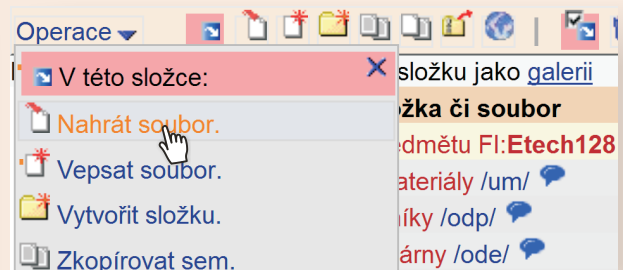 Operace
V této složce:
složku jako galerii
Nahrát soubor.
žka či soubor
edmětu FI:Etech128
Vepsat soubor.
ateriály /um/
Vytvořit složku.
íky /odp/
Zkopírovat sem.
árny /ode/